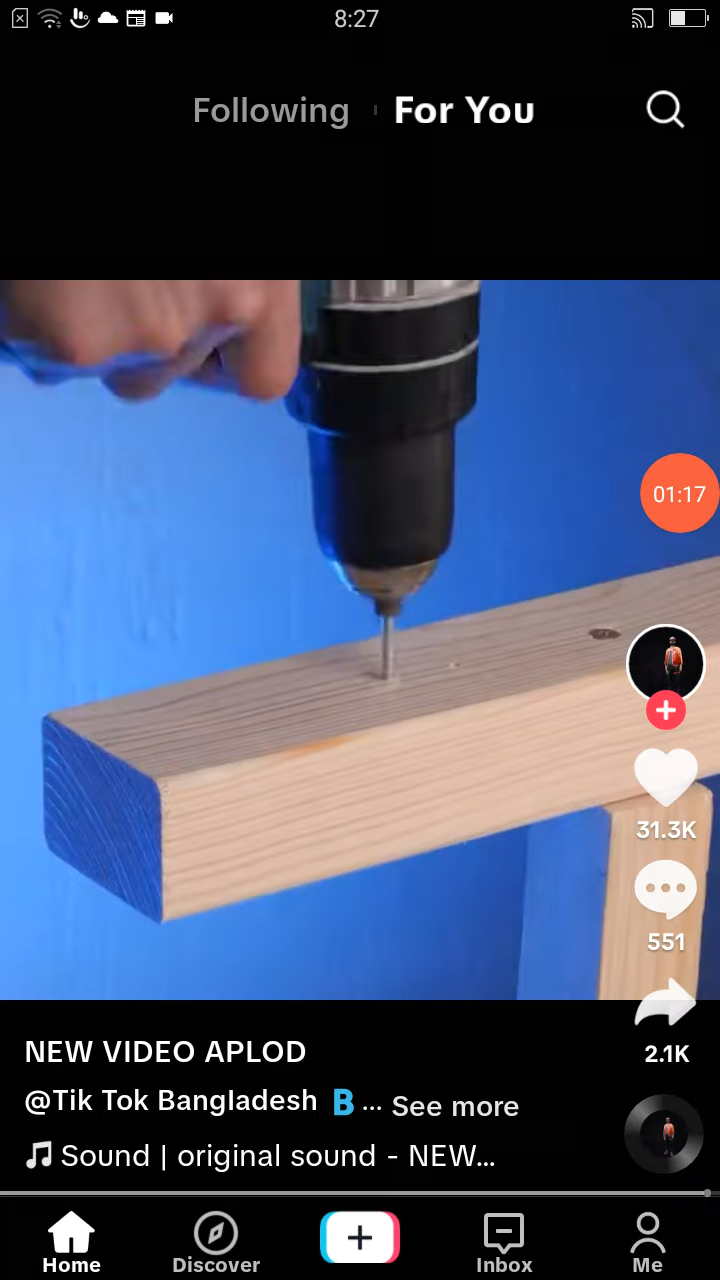 8:27
Following
For You
01:17
31.3K
551
2.1K
NEW VIDEO APLOD
@Tik Tok Bangladesh B ... See more
Sound | original sound - NEW...
Home
Discover
Inbox
Me